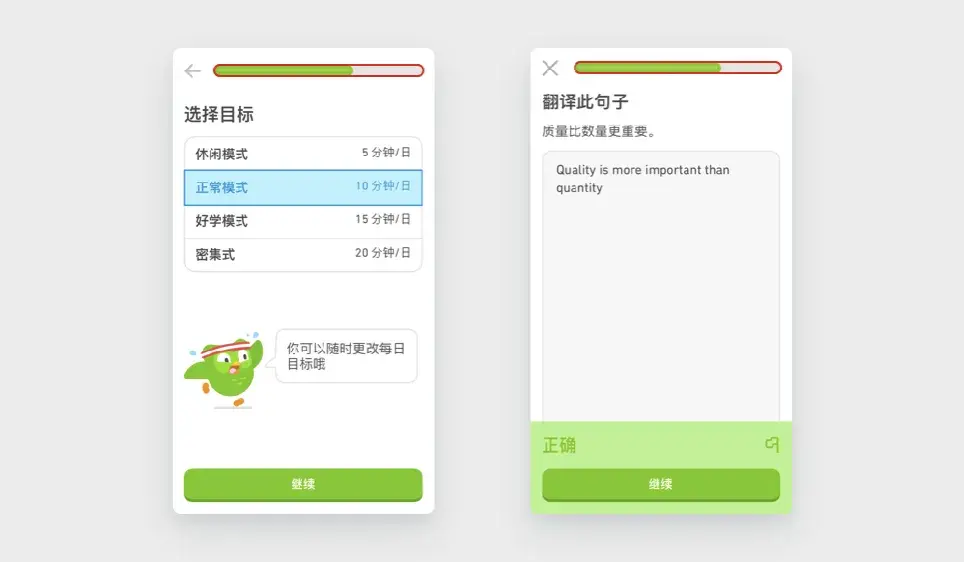 选择目标
休闲模式 5 分钟/日
正常模式 10 分钟/日
好学模式 15 分钟/日
密集式 20 分钟/日
你可以随时更改每日
目标哦
继续
翻译此句子
质量比数量更重要。
Quality is more important than
quantity
正确
继续